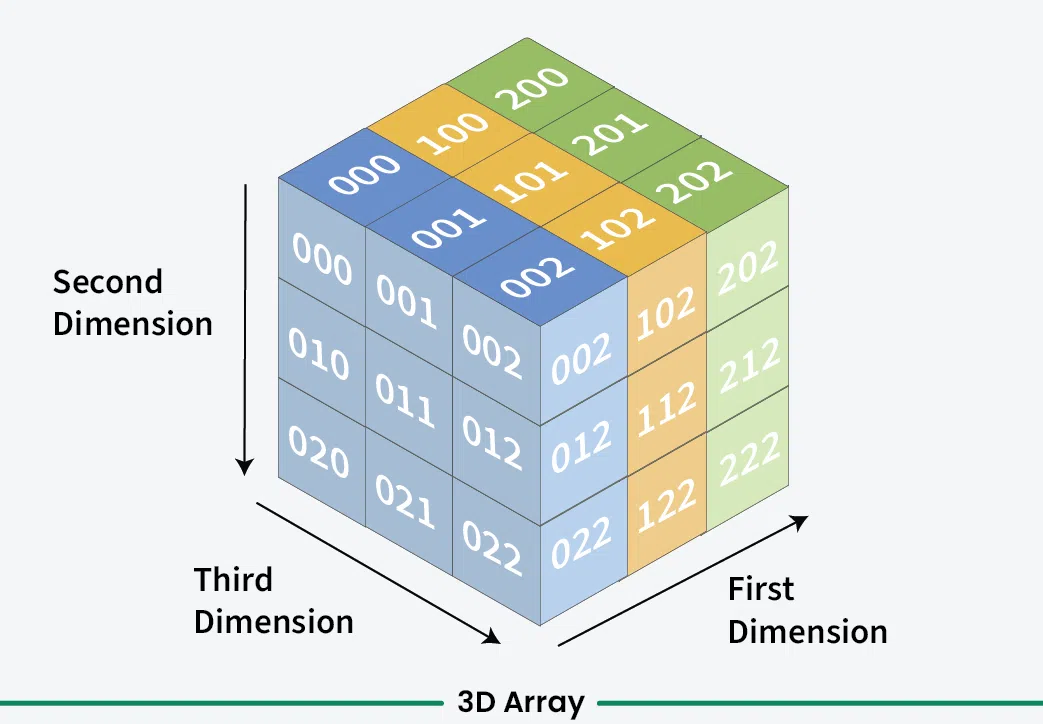 200
100 201
000 101 202
001 102
002
000 001 002
010 011 012
020 021 022
002 102 202
012 112 212
022 122 222
Second
Dimension
Third
Dimension
First
Dimension
3D Array